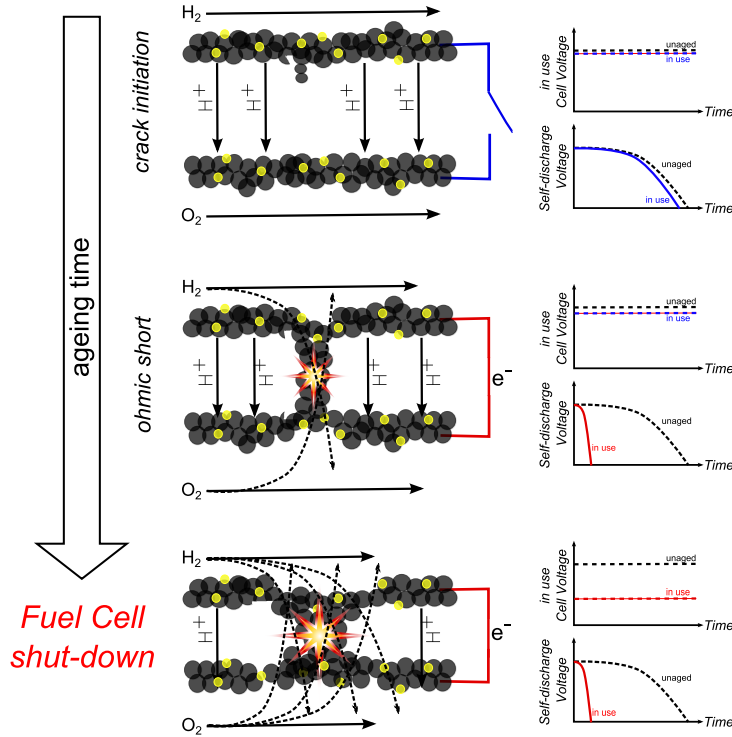 ageing time
Fuel Cell
shut-down
crack initiation
H₂
H⁺
H⁺
H⁺
H⁺
O₂
in use
Cell Voltage
unaged
in use
Time
Self-discharge
Voltage
unaged
in use
Time
ohmic short
H₂
H⁺
H⁺
H⁺
H⁺
e⁻
O₂
in use
Cell Voltage
unaged
in use
Time
Self-discharge
Voltage
unaged
in use
Time
H₂
H⁺
H⁺
e⁻
O₂
in use
Cell Voltage
unaged
in use
Time
Self-discharge
Voltage
unaged
in use
Time